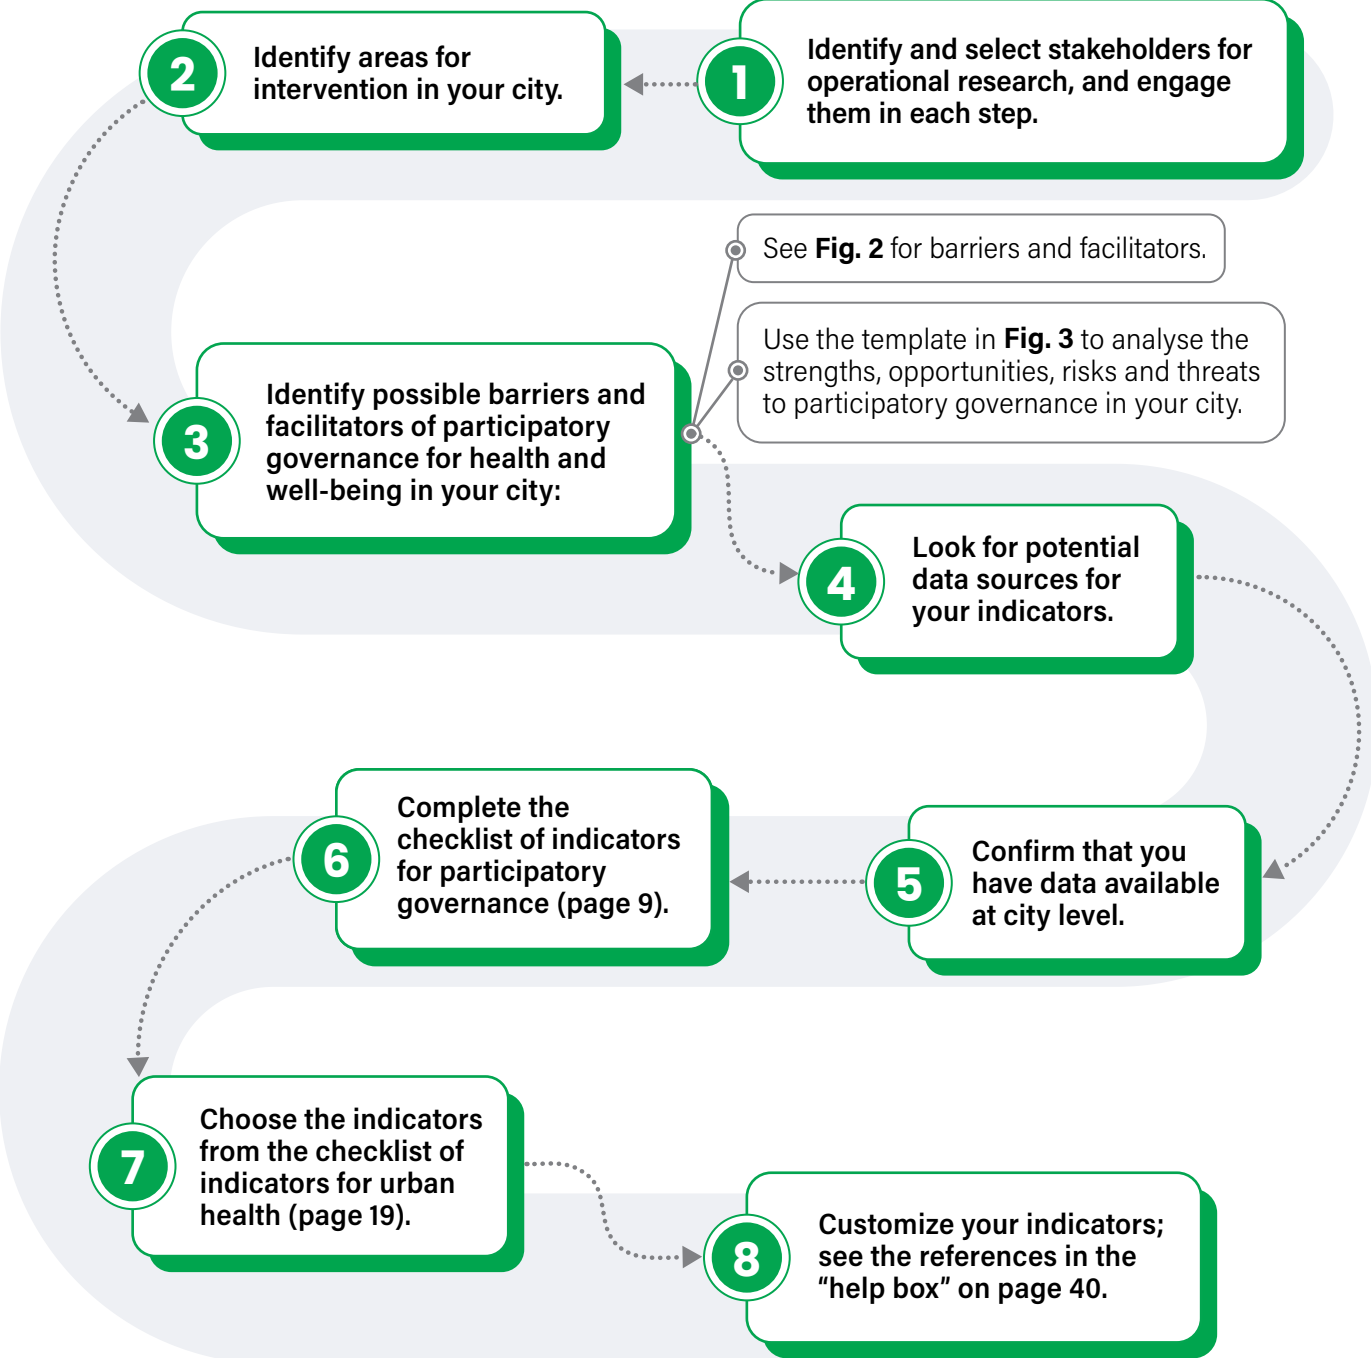 1
Identify and select stakeholders for
operational research, and engage
them in each step.
2
Identify areas for
intervention in your city.
3
Identify possible barriers and
facilitators of participatory
governance for health and
well-being in your city:
See Fig. 2 for barriers and facilitators.
Use the template in Fig. 3 to analyse the
strengths, opportunities, risks and threats
to participatory governance in your city.
4
Look for potential
data sources for
your indicators.
5
Confirm that you
have data available
at city level.
6
Complete the
checklist of indicators
for participatory
governance (page 9).
7
Choose the indicators
from the checklist of
indicators for urban
health (page 19).
8
Customize your indicators;
see the references in the
“help box” on page 40.